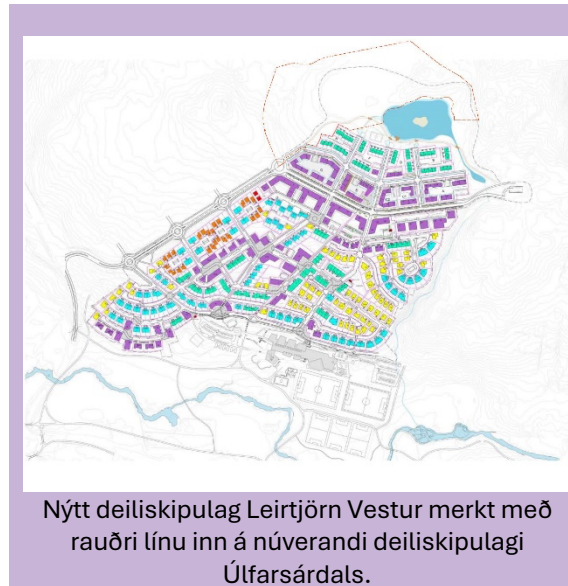 Nýtt deiliskipulag Leirtjörn Vestur merkt með
rauðri línu inn á núverandi deiliskipulagi
Úlfarsárdals.